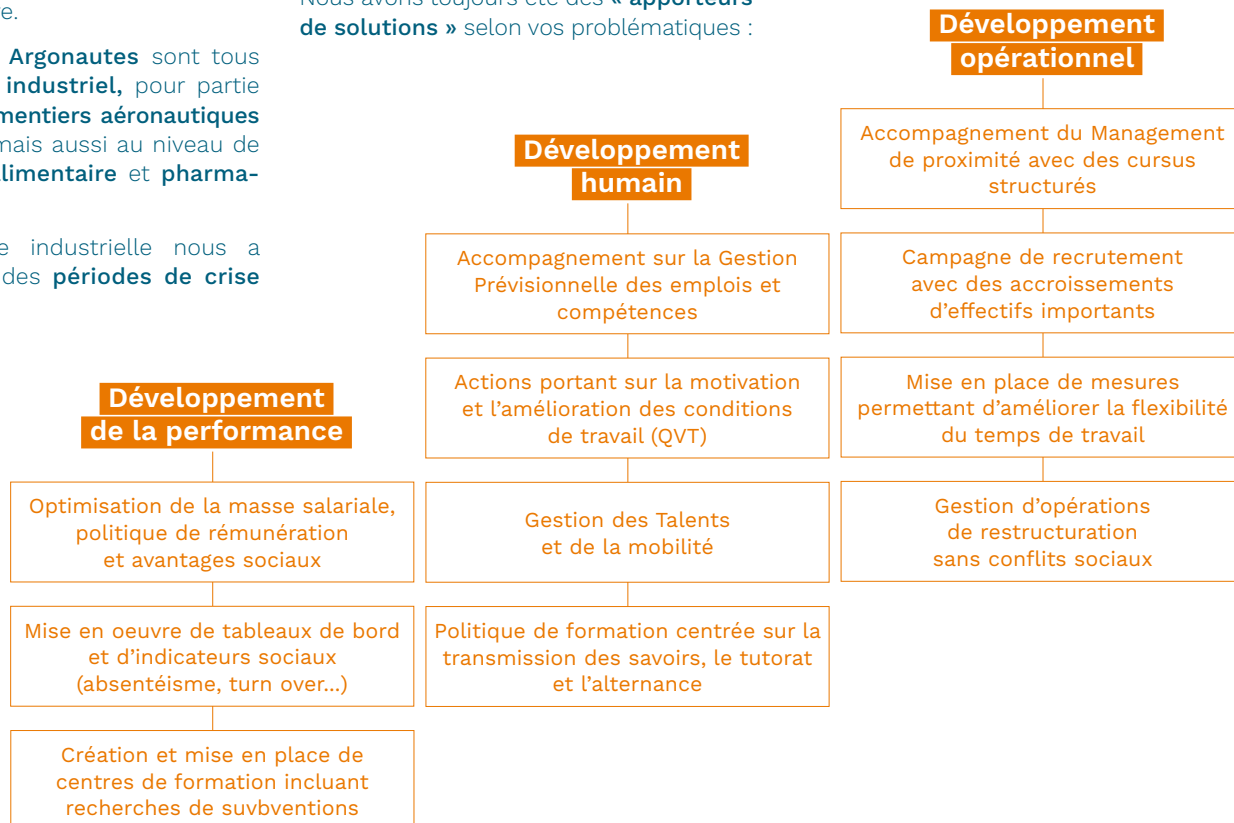 re.
Argonautes sont tous
industriel, pour partie
mentiers aéronautiques
mais aussi au niveau de
limentaire et pharma-
e industrielle nous a
des périodes de crise
Nous avons toujours été des « apporteurs
de solutions » selon vos problématiques :
Développement
de la performance
Optimisation de la masse salariale,
politique de rémunération
et avantages sociaux
Mise en oeuvre de tableaux de bord
et d’indicateurs sociaux
(absentéisme, turn over...)
Création et mise en place de
centres de formation incluant
recherches de suvbventions
Développement
humain
Accompagnement sur la Gestion
Prévisionnelle des emplois et
compétences
Actions portant sur la motivation
et l’amélioration des conditions
de travail (QVT)
Gestion des Talents
et de la mobilité
Politique de formation centrée sur la
transmission des savoirs, le tutorat
et l’alternance
Développement
opérationnel
Accompagnement du Management
de proximité avec des cursus
structurés
Campagne de recrutement
avec des accroissements
d’effectifs importants
Mise en place de mesures
permettant d’améliorer la flexibilité
du temps de travail
Gestion d’opérations
de restructuration
sans conflits sociaux